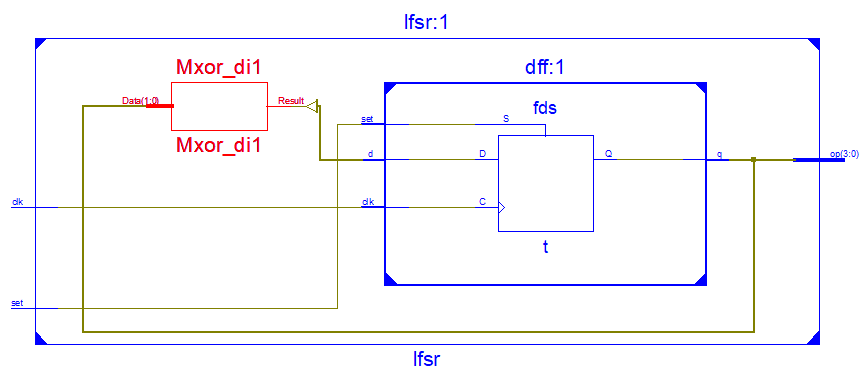 lfsr:1
Mxor_di1
dff:1
Data(1:0)
Result
fds
set
S
Mxor_di1
d
D
Q
q
op(3:0)
clk
clk
C
t
set
lfsr